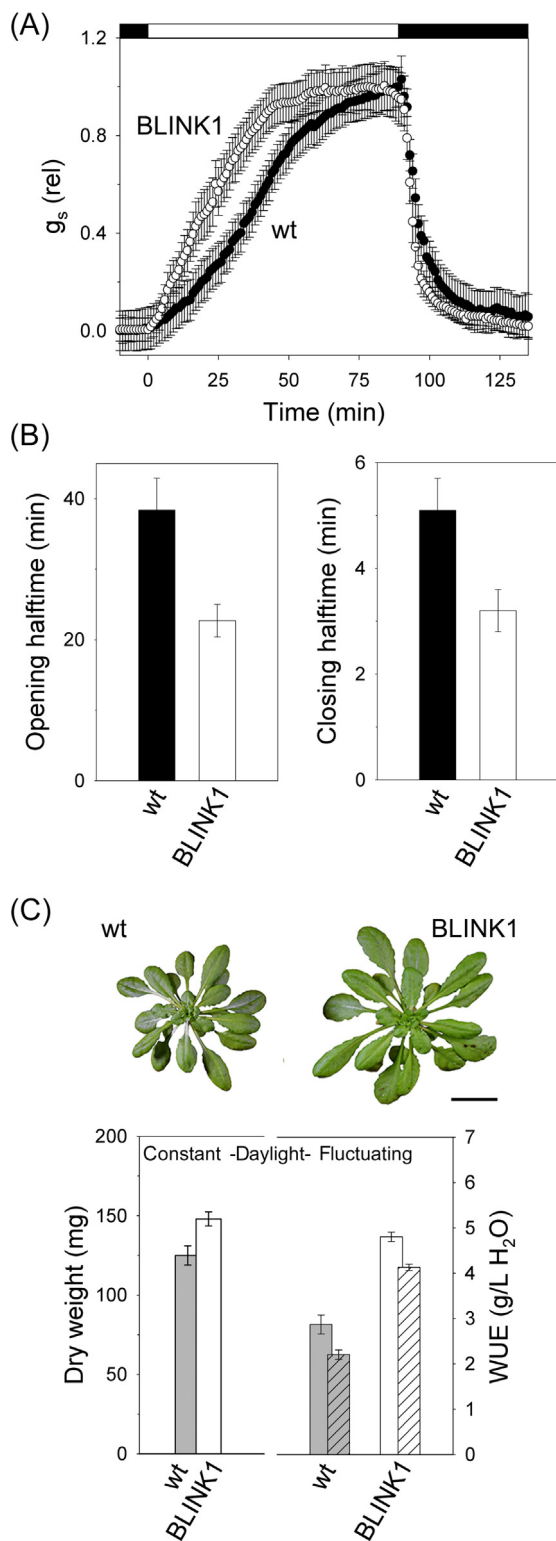 (A)
1.2
0.8
0.4
0.0
gₛ (rel)
BLINK1
wt
0
25
50
75
100
125
Time (min)
(B)
40
20
0
Opening halftime (min)
wt
BLINK1
6
4
2
0
Closing halftime (min)
wt
BLINK1
(C)
wt
BLINK1
200
150
100
50
0
Dry weight (mg)
Constant -Daylight- Fluctuating
7
6
5
4
3
2
1
0
WUE (g/L H₂O)
wt
BLINK1
wt
BLINK1